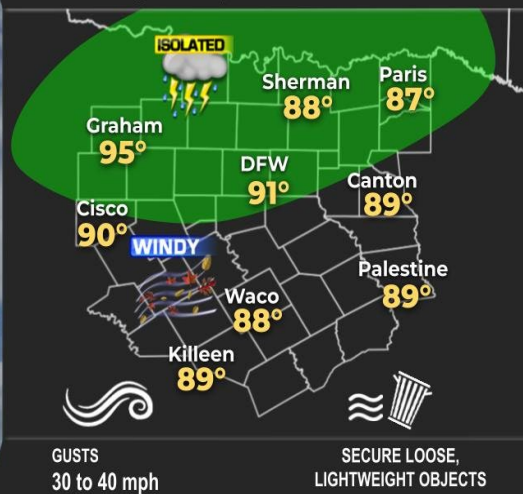 ISOLATED
Sherman
88°
Paris
87°
Graham
95°
DFW
91°
Canton
89°
Cisco
90°
WINDY
Palestine
89°
Waco
88°
Killeen
89°
GUSTS
30 to 40 mph
SECURE LOOSE,
LIGHTWEIGHT OBJECTS